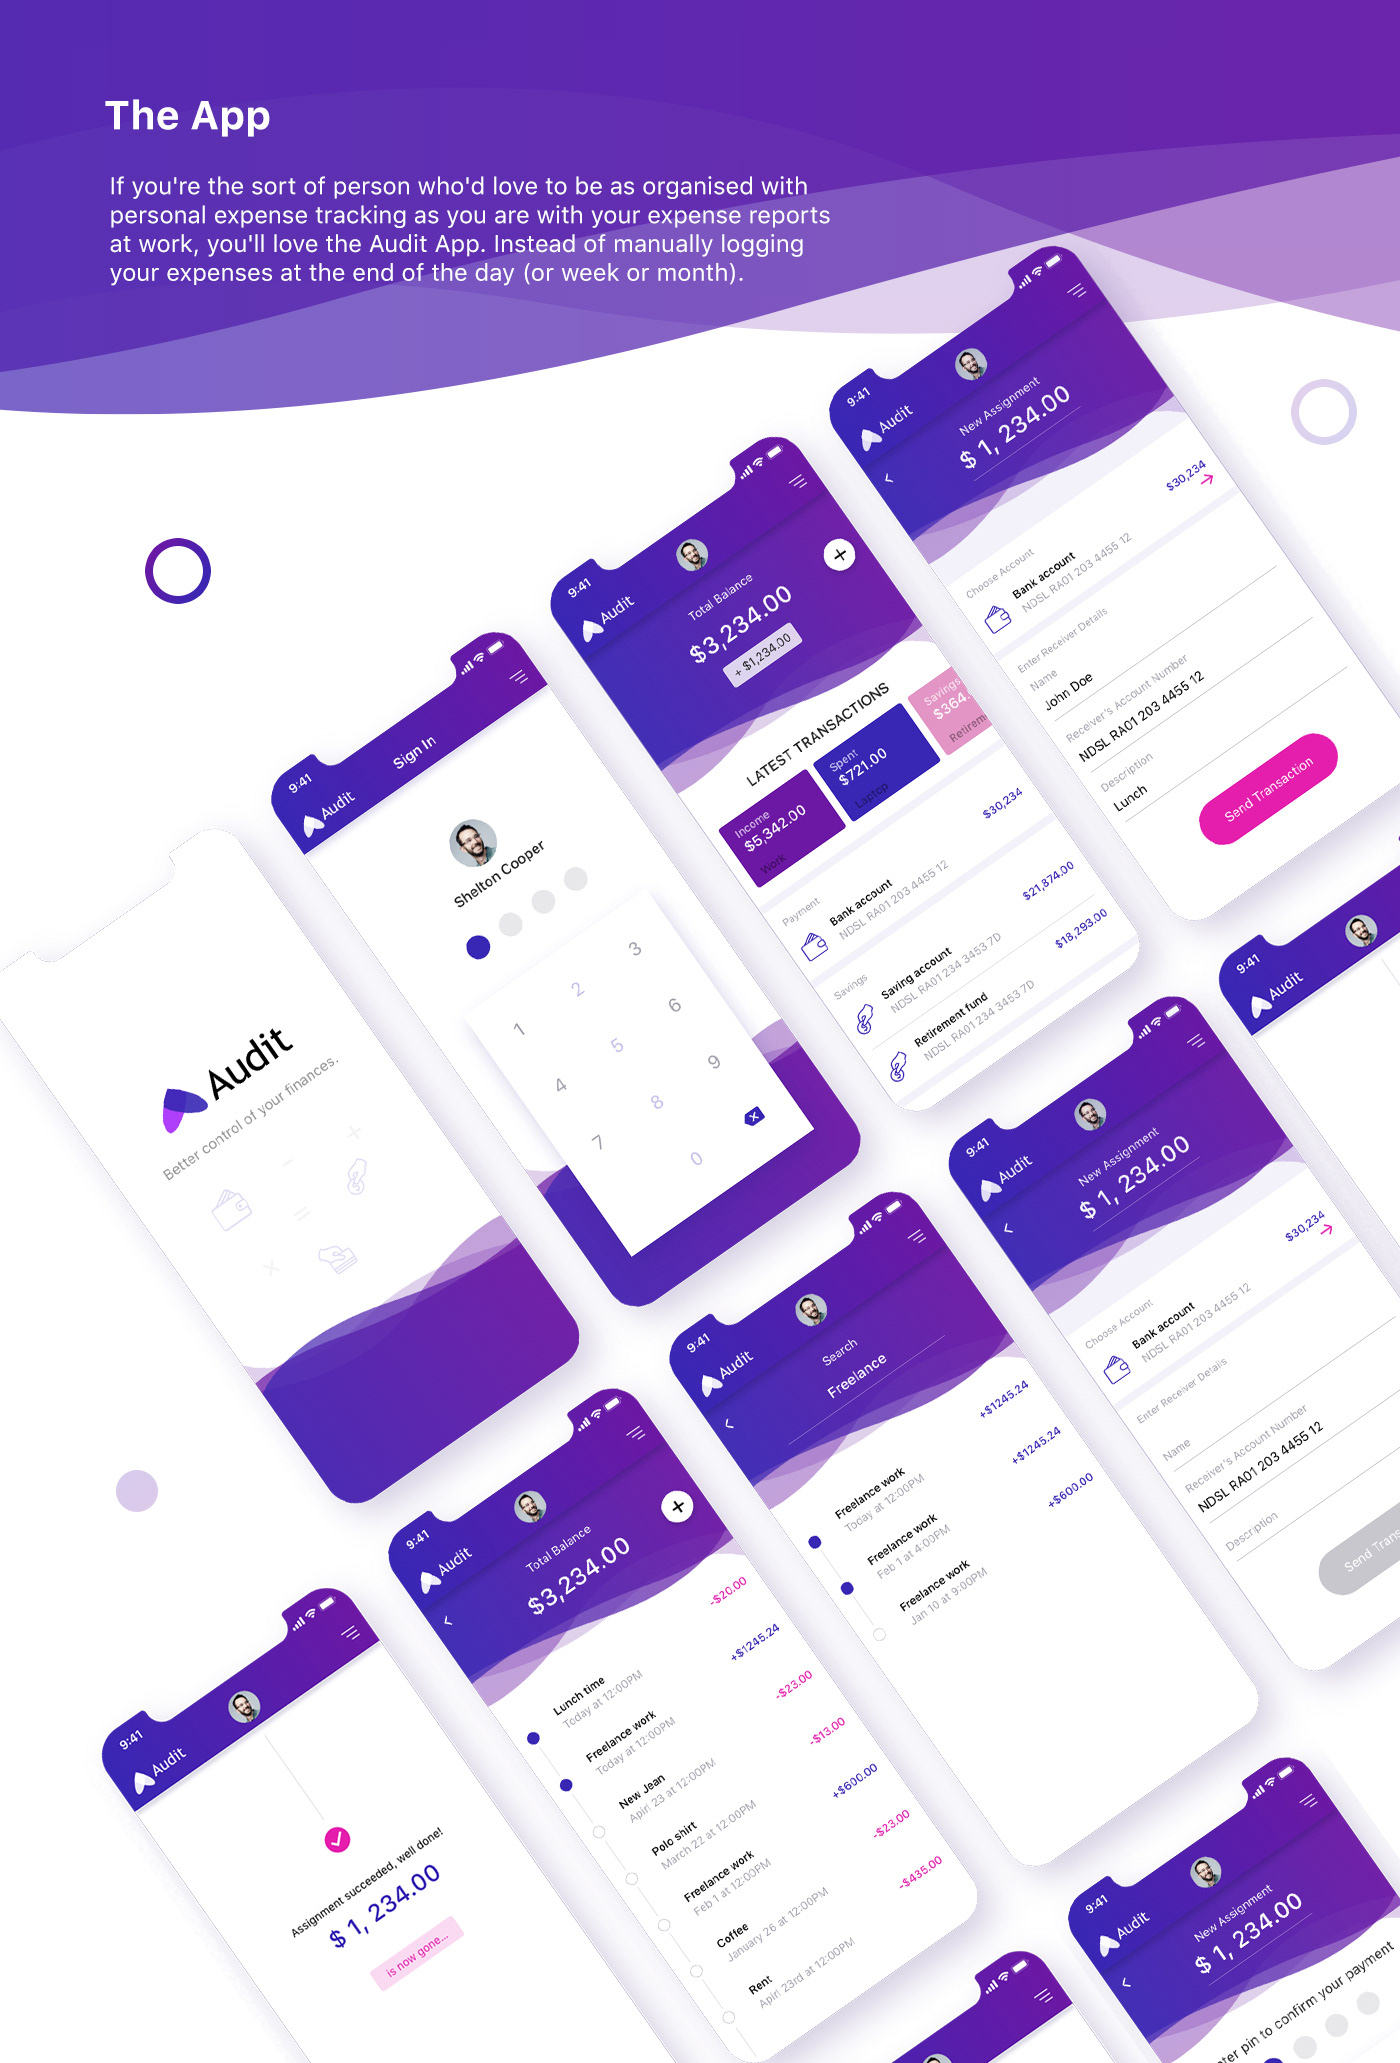 The App
If you're the sort of person who'd love to be as organised with
personal expense tracking as you are with your expense reports
at work, you'll love the Audit App. Instead of manually logging
your expenses at the end of the day (or week or month).
9:41
Audit
New Assignment
$ 1, 234.00
Choose Account
$30,234
Bank account
NDSL RA01 203 4455 12
Enter Receiver Details
Name
John Doe
Receiver's Account Number
NDSL RA01 203 4455 12
Description
Lunch
Send Transaction
9:41
Audit
Total Balance
$3,234.00
+ $1,234.00
LATEST TRANSACTIONS
Income
$5,342.00
Work
Spent
$721.00
Laptop
Savings
$364.
Retirem
Payment
$30,234
Bank account
NDSL RA01 203 4455 12
Savings
$21,874.00
Saving account
NDSL RA01 234 3453 7D
$18,293.00
Retirement fund
NDSL RA01 234 3453 7D
9:41
Sign In
Audit
Shelton Cooper
1 2 3
4 5 6
7 8 9
0
Audit
Better control of your finances.
9:41
Audit
9:41
Audit
New Assignment
$ 1, 234.00
Choose Account
$30,234
Bank account
NDSL RA01 203 4455 12
Enter Receiver Details
Name
Receiver's Account Number
NDSL RA01 203 4455 12
Description
Send Trans
9:41
Audit
Search
Freelance
Freelance work
Today at 12:00PM
+$1245.24
Freelance work
Feb 1 at 4:00PM
+$1245.24
Freelance work
Jan 10 at 9:00PM
+$600.00
9:41
Audit
Total Balance
$3,234.00
Lunch time
Today at 12:00PM
-$20.00
Freelance work
Today at 12:00PM
+$1245.24
New Jean
Apirl 23 at 12:00PM
-$23.00
Polo shirt
March 22 at 12:00PM
-$13.00
Freelance work
Feb 1 at 12:00PM
+$600.00
Coffee
January 26 at 12:00PM
-$23.00
Rent
Apirl 23rd at 12:00PM
-$435.00
9:41
Audit
Assignment succeeded, well done!
$ 1, 234.00
is now gone...
9:41
Audit
New Assignment
$ 1, 234.00
ter pin to confirm your payment